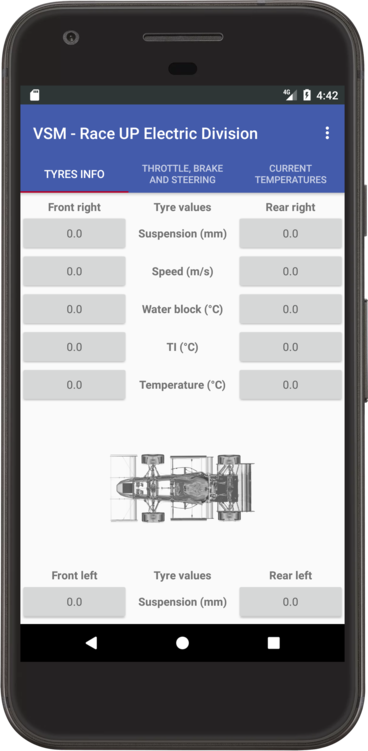 4G 4:42
VSM - Race UP Electric Division
TYRES INFO
THROTTLE, BRAKE
AND STEERING
CURRENT
TEMPERATURES
Front right Tyre values Rear right
0.0 Suspension (mm) 0.0
0.0 Speed (m/s) 0.0
0.0 Water block (°C) 0.0
0.0 TI (°C) 0.0
0.0 Temperature (°C) 0.0
Front left Tyre values Rear left
0.0 Suspension (mm) 0.0